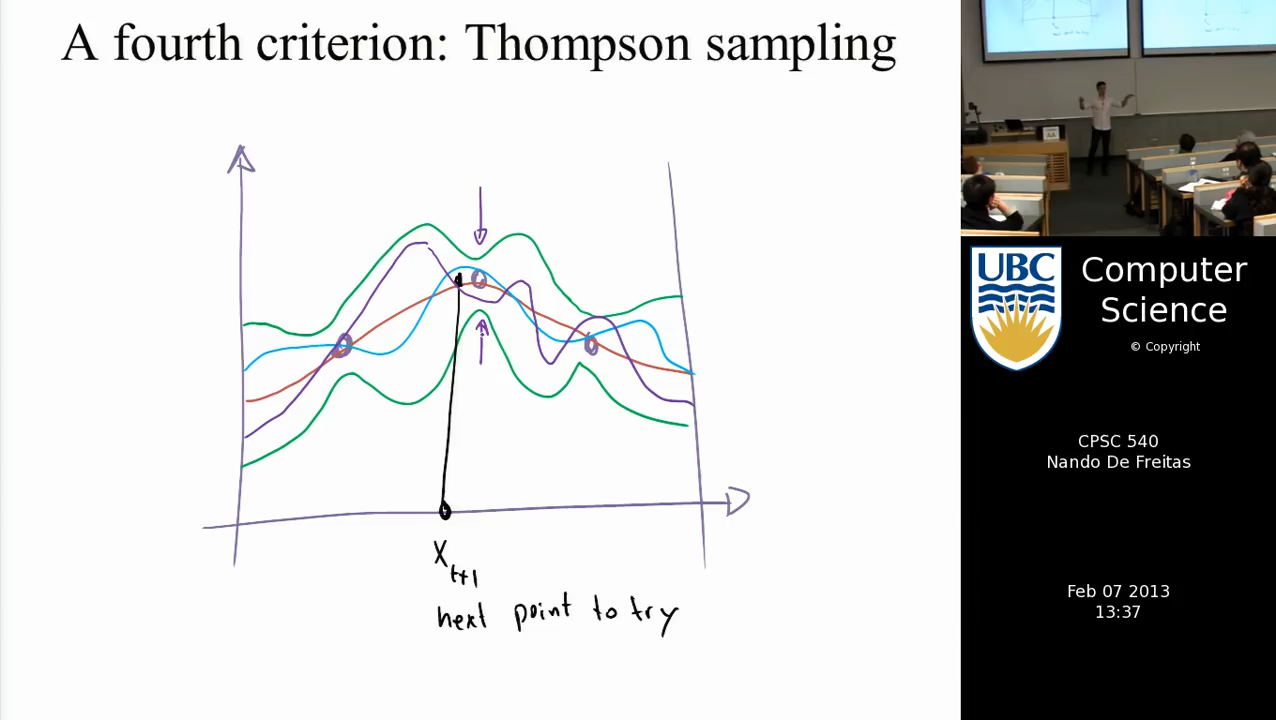 A fourth criterion: Thompson sampling
X t+1
next point to try
UBC
Computer
Science
© Copyright
CPSC 540
Nando De Freitas
Feb 07 2013
13:37